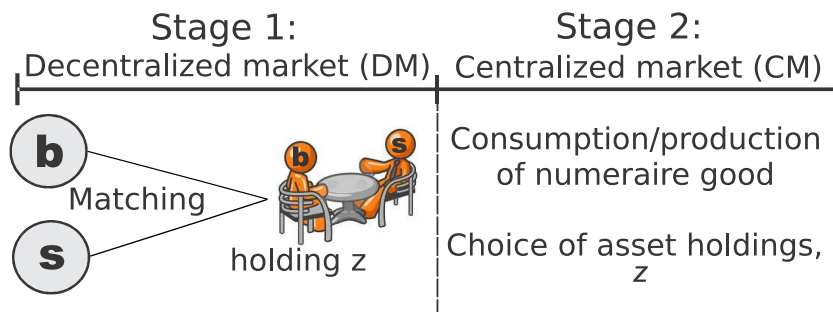 Stage 1:
Decentralized market (DM)
b
s
Matching
b
s
holding z
Stage 2:
Centralized market (CM)
Consumption/production
of numeraire good
Choice of asset holdings,
z